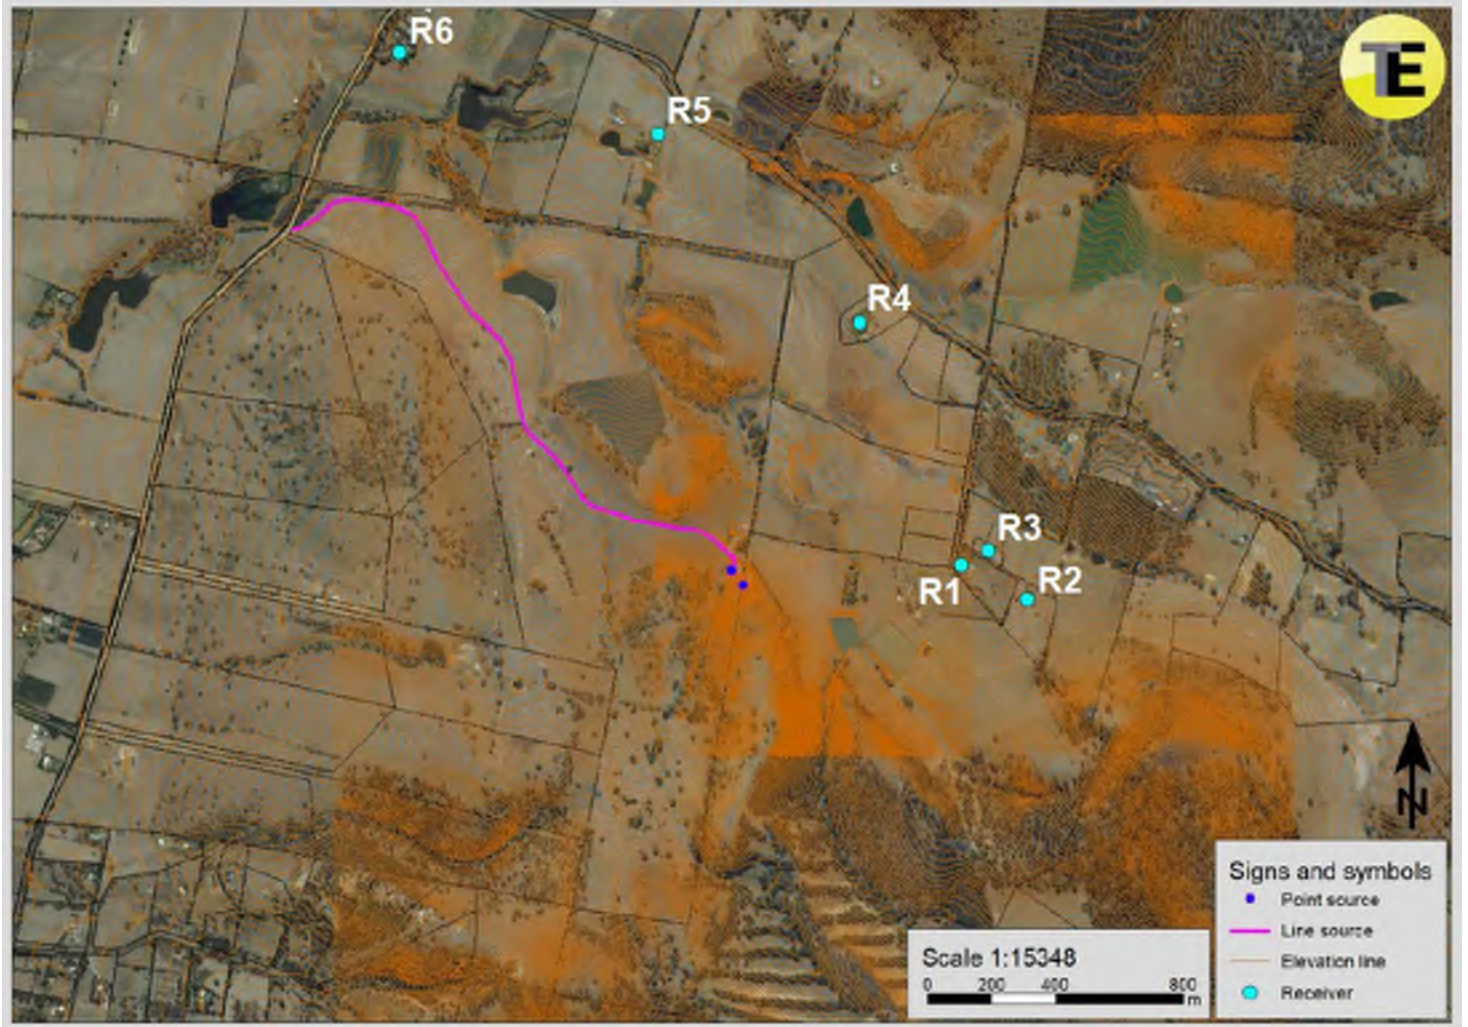 R6
TE
R5
R4
R3
R1
R2
N
Signs and symbols
Point source
Line source
Elevation line
Receiver
Scale 1:15348
0 200 400 800
m